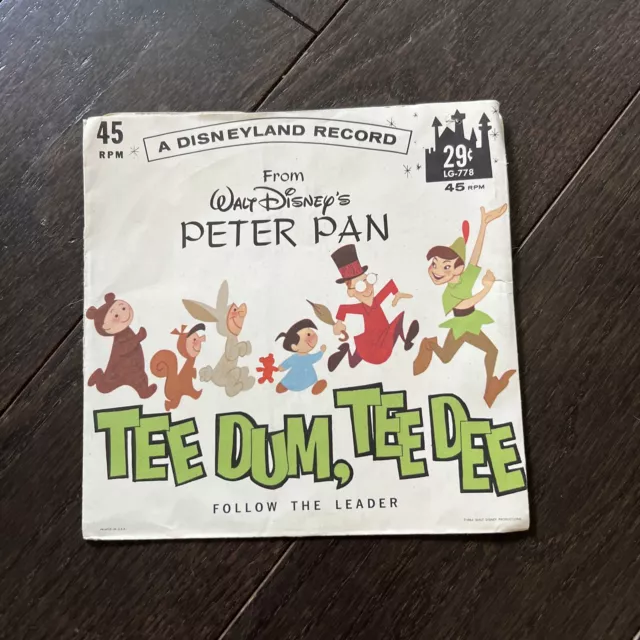 45
RPM
A DISNEYLAND RECORD
29¢
LG-778
45 RPM
From
Walt Disney's
PETER PAN
TEE DUM, TEE DEE
FOLLOW THE LEADER